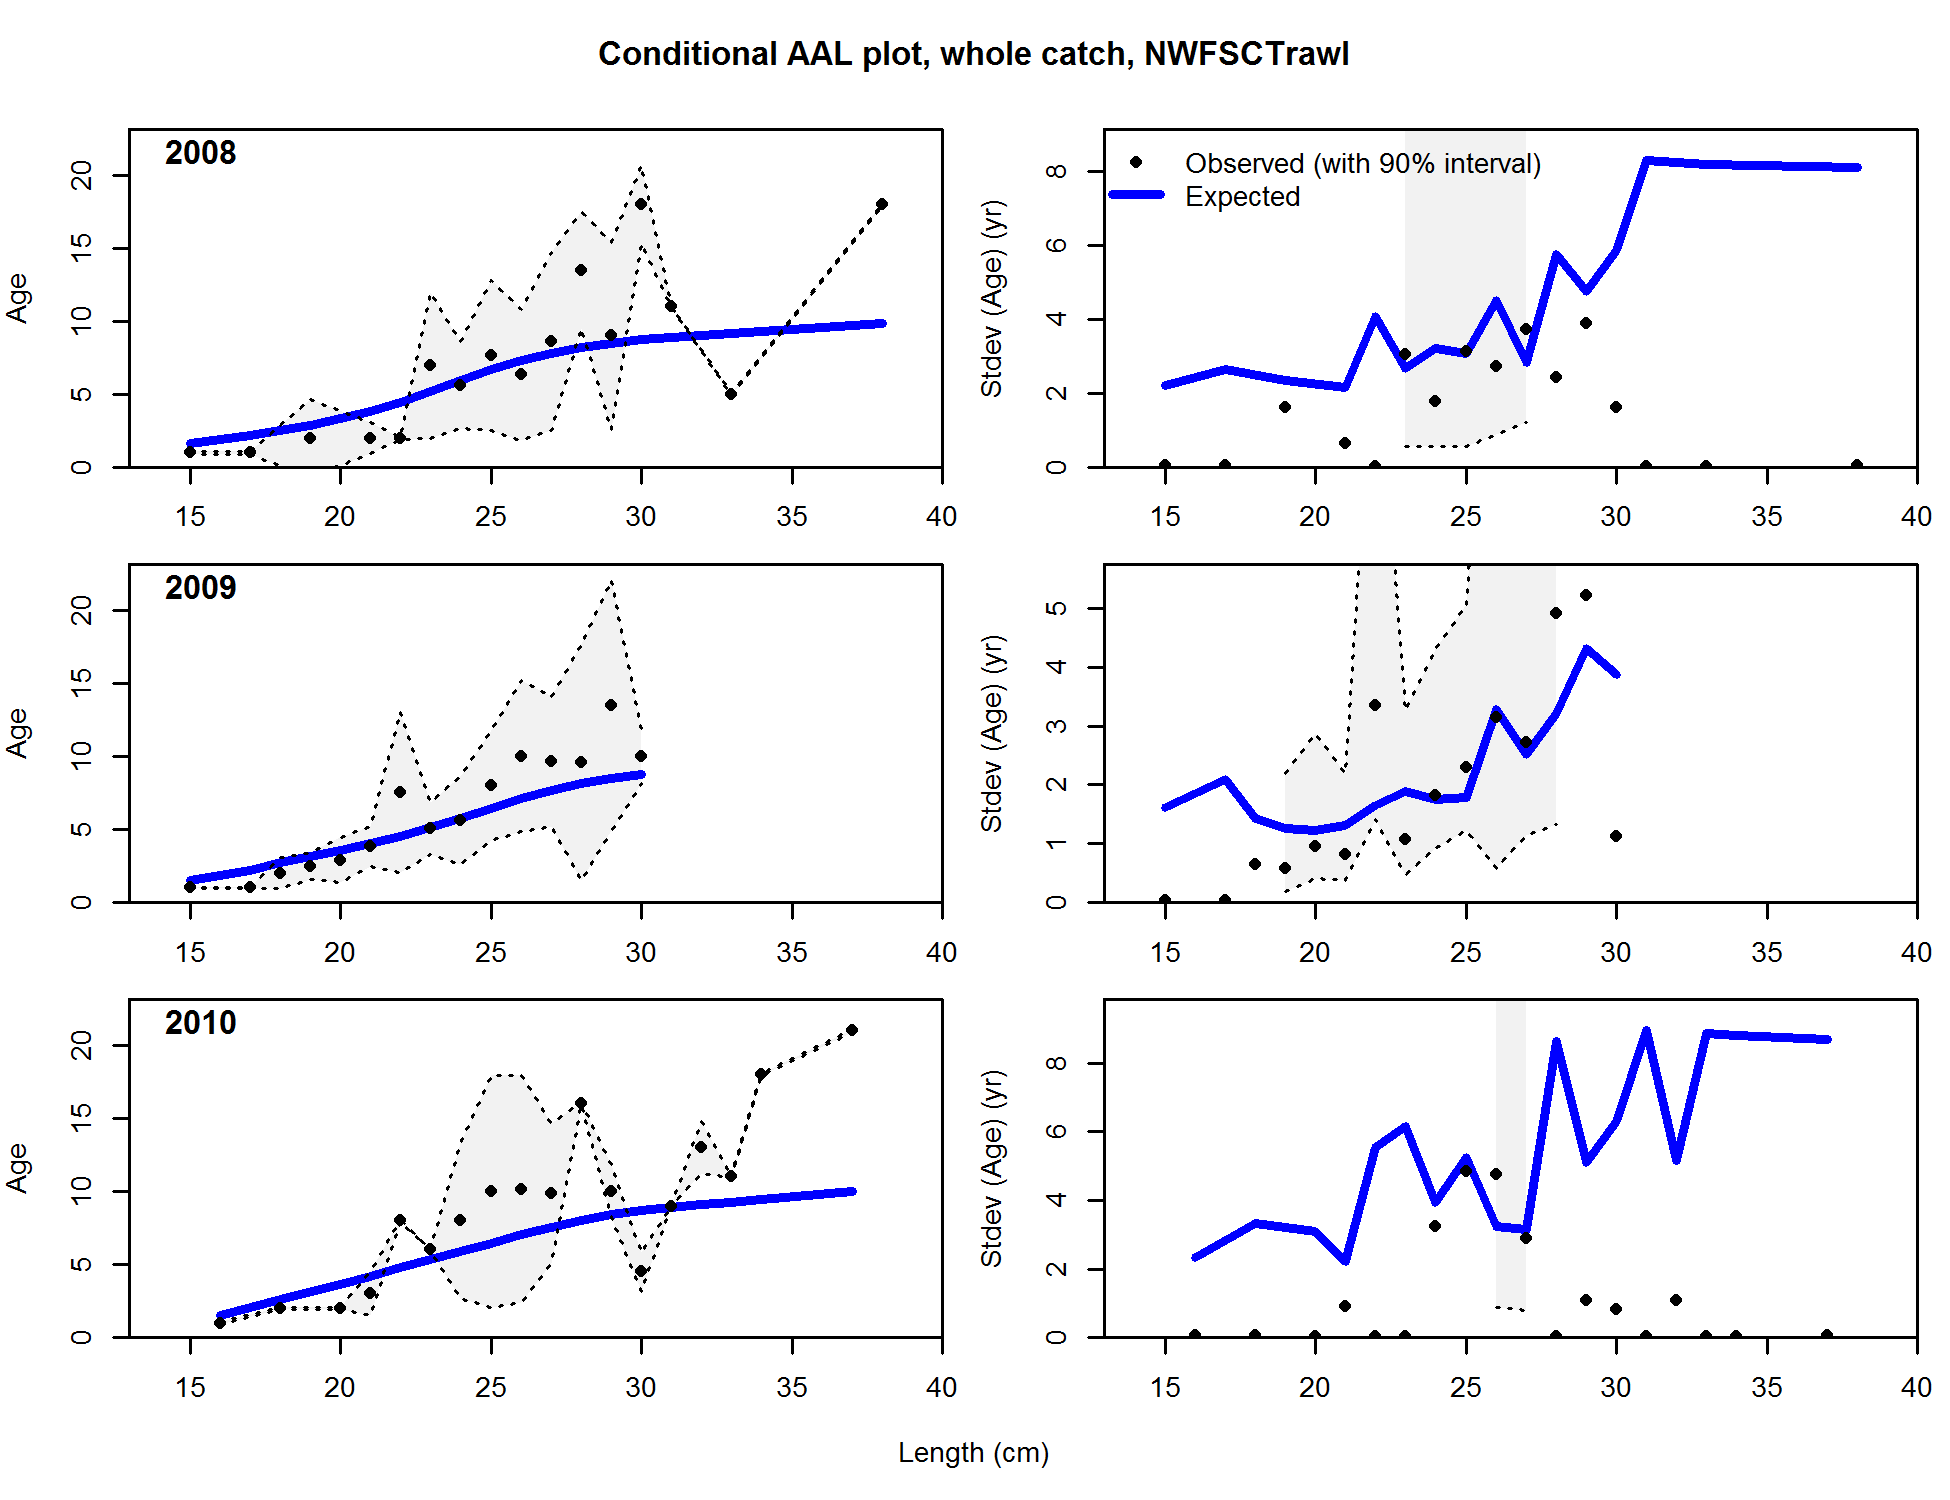 Conditional AAL plot, whole catch, NWFSCTrawl
2008
Age
0 5 10 15 20
15 20 25 30 35 40
Observed (with 90% interval)
Expected
Stdev (Age) (yr)
0 2 4 6 8
15 20 25 30 35 40
2009
Age
0 5 10 15 20
15 20 25 30 35 40
Stdev (Age) (yr)
0 1 2 3 4 5
15 20 25 30 35 40
2010
Age
0 5 10 15 20
15 20 25 30 35 40
Stdev (Age) (yr)
0 2 4 6 8
15 20 25 30 35 40
Length (cm)